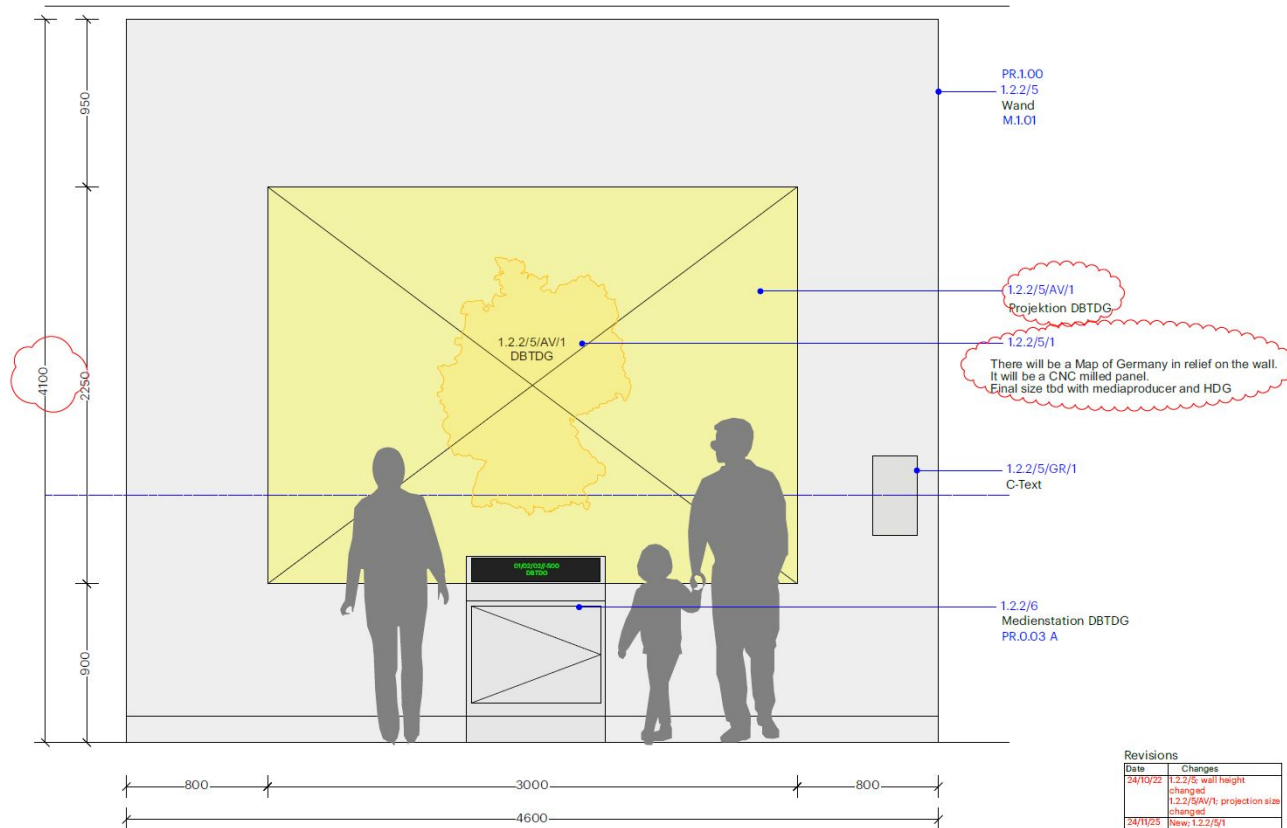 950
PR.1.00
1.2.2/5
Wand
M.1.01
1.2.2/5/AV/1
Projektion DBTDG
1.2.2/5/AV/1
DBTDG
1.2.2/5/1
There will be a Map of Germany in relief on the wall.
It will be a CNC milled panel.
Final size tbd with mediaproducer and HDG
4100
2250
1.2.2/5/GR/1
C-Text
DBTDG
1.2.2/6
Medienstation DBTDG
PR.0.03 A
900
800
3000
800
4600
Revisions
Date Changes
24/10/22 1.2.2/5; wall height
changed
1.2.2/5/AV/1; projection size
changed
24/11/25 New; 1.2.2/5/1